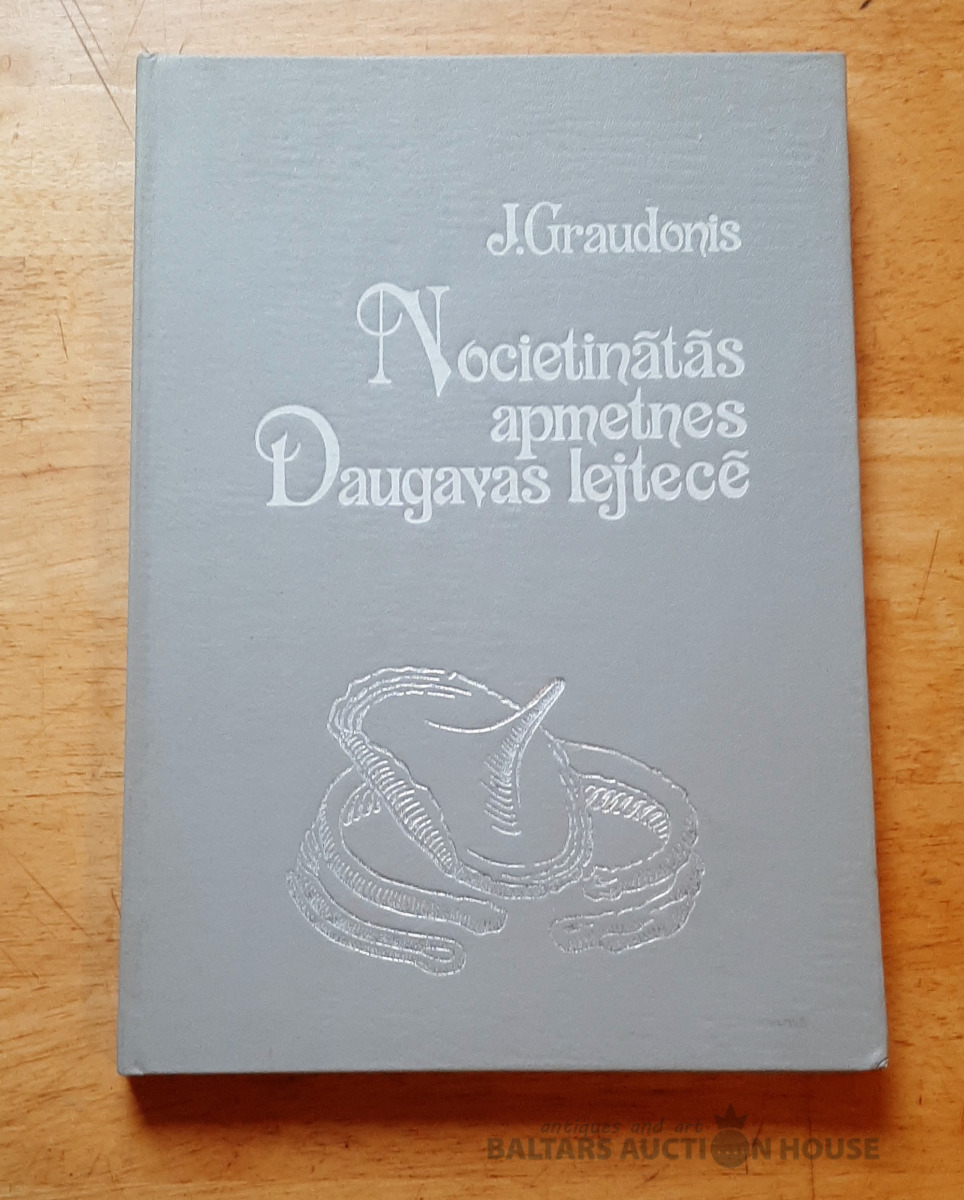 J.Graudonis
Nocietinātās
apmetnes
Daugavas lejtecē
antiques and art
BALTARS AUCTION HOUSE